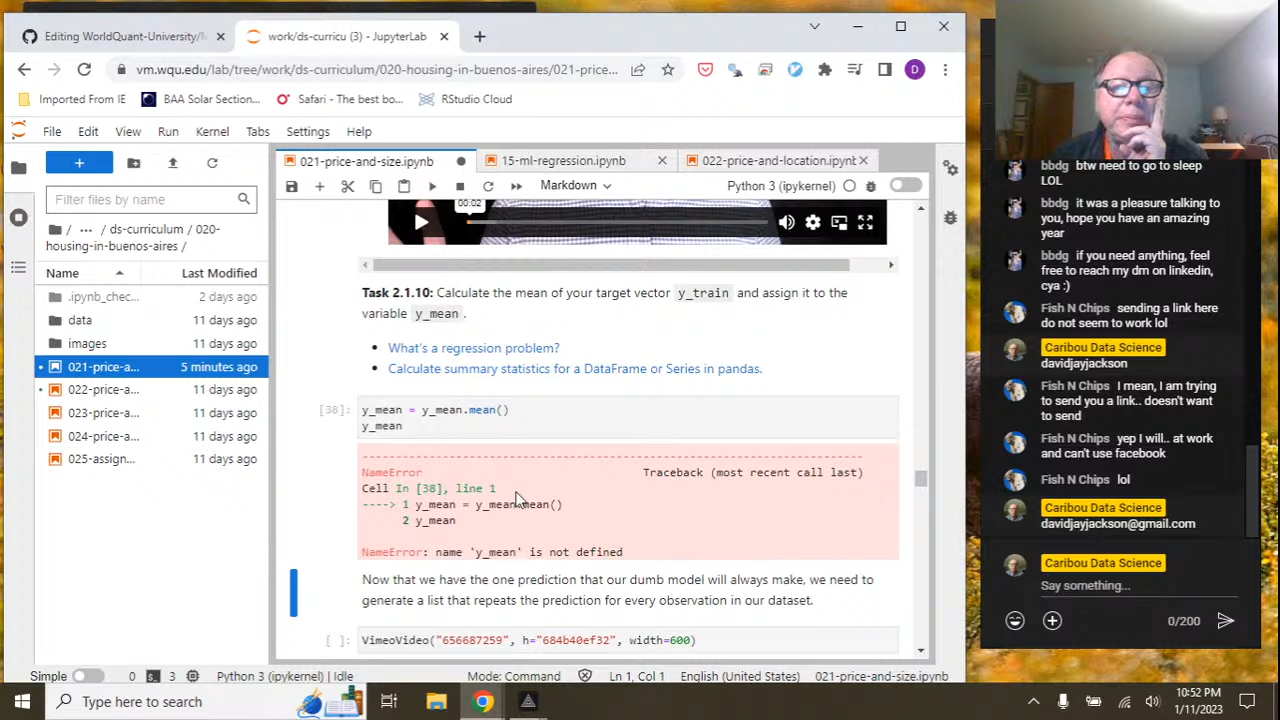 Editing WorldQuant-University/
work/ds-curricu (3) - JupyterLab
vm.wqu.edu/lab/tree/work/ds-curriculum/020-housing-in-buenos-aires/021-price...
D
Imported From IE
BAA Solar Section...
Safari - The best bo...
RStudio Cloud
File Edit View Run Kernel Tabs Settings Help
021-price-and-size.ipynb
15-ml-regression.ipynb
022-price-and-location.ipynb
Markdown
Python 3 (ipykernel)
Filter files by name
/ ... / ds-curriculum / 020-
housing-in-buenos-aires /
Name Last Modified
.ipynb_chec... 2 days ago
data 11 days ago
images 11 days ago
021-price-a... 5 minutes ago
022-price-a... 11 days ago
023-price-a... 11 days ago
024-price-a... 11 days ago
025-assign... 11 days ago
00:02
Task 2.1.10: Calculate the mean of your target vector y_train and assign it to the
variable y_mean .
What's a regression problem?
Calculate summary statistics for a DataFrame or Series in pandas.
[38]: y_mean = y_mean.mean()
y_mean
---------------------------------------------------------------------------
NameError Traceback (most recent call last)
Cell In [38], line 1
----> 1 y_mean = y_mean.mean()
2 y_mean
NameError: name 'y_mean' is not defined
Now that we have the one prediction that our dumb model will always make, we need to
generate a list that repeats the prediction for every observation in our dataset.
[ ]: VimeoVideo("656687259", h="684b40ef32", width=600)
Simple 0 3 Python 3 (ipykernel) | Idle Mode: Command Ln 1, Col 1 English (United States) 021-price-and-size.ipynb
bbdg btw need to go to sleep
LOL
bbdg it was a pleasure talking to
you, hope you have an amazing
year
bbdg if you need anything, feel
free to reach my dm on linkedin,
cya :)
Fish N Chips sending a link here
do not seem to work lol
Caribou Data Science
davidjayjackson
Fish N Chips I mean, I am trying
to send you a link.. doesn't want
to send
Fish N Chips yep I will.. at work
and can't use facebook
Fish N Chips lol
Caribou Data Science
davidjayjackson@gmail.com
Caribou Data Science
Say something...
0/200
Type here to search
10:52 PM
1/11/2023